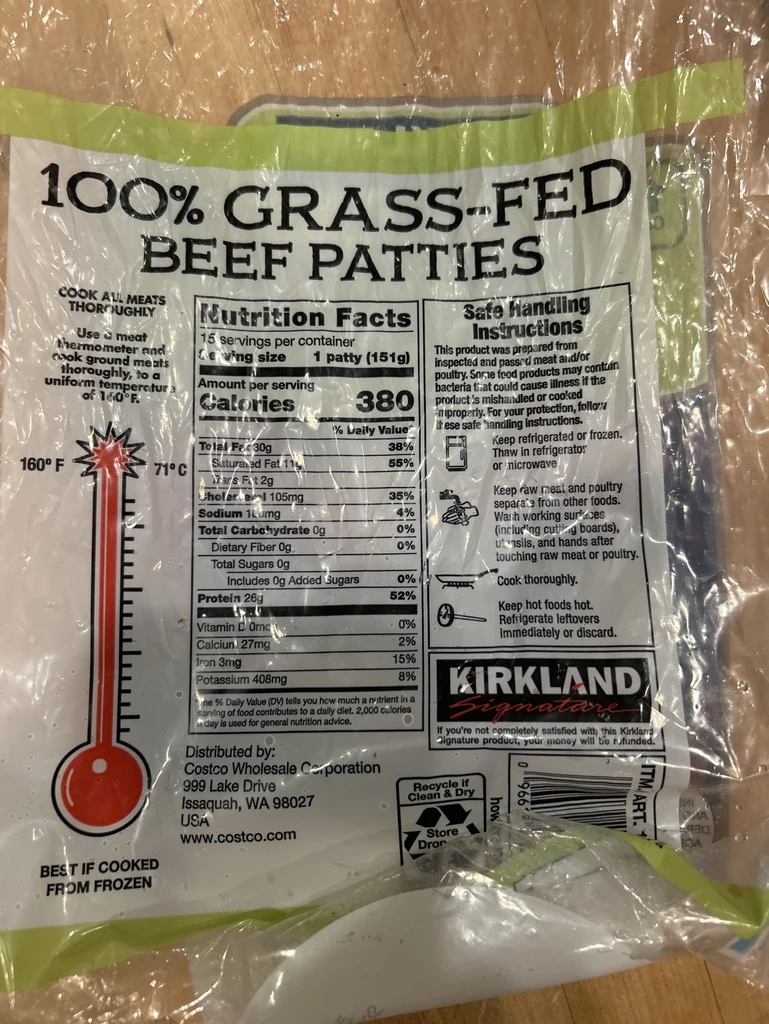 100% GRASS-FED
BEEF PATTIES
COOK ALL MEATS
THOROUGHLY
Use a meat
thermometer and
cook ground meats
thoroughly, to a
uniform temperature
of 160°F.
160° F
71° C
BEST IF COOKED
FROM FROZEN
Nutrition Facts
15 servings per container
Serving size 1 patty (151g)
Amount per serving
Calories 380
% Daily Value*
Total Fat 30g 38%
Saturated Fat 11g 55%
Trans Fat 2g
Cholesterol 105mg 35%
Sodium 4%
Total Carbohydrate 0g 0%
Dietary Fiber 0g 0%
Total Sugars 0g
Includes 0g Added Sugars 0%
Protein 26g 52%
Vitamin D 0mcg 0%
Calcium 27mg 2%
Iron 3mg 15%
Potassium 408mg 8%
*The % Daily Value (DV) tells you how much a nutrient in a
serving of food contributes to a daily diet. 2,000 calories
a day is used for general nutrition advice.
Distributed by:
Costco Wholesale Corporation
999 Lake Drive
Issaquah, WA 98027
USA
www.costco.com
Safe Handling
Instructions
This product was prepared from
inspected and passed meat and/or
poultry. Some food products may contain
bacteria that could cause illness if the
product is mishandled or cooked
improperly. For your protection, follow
these safe handling instructions.
Keep refrigerated or frozen.
Thaw in refrigerator
or microwave
Keep raw meat and poultry
separate from other foods.
Wash working surfaces
(including cutting boards),
utensils, and hands after
touching raw meat or poultry.
Cook thoroughly.
Keep hot foods hot.
Refrigerate leftovers
immediately or discard.
KIRKLAND
Signature
If you're not completely satisfied with this Kirkland
Signature product, your money will be refunded.
Recycle if
Clean & Dry
Store
Drop
how
0
966
ITM/ART.